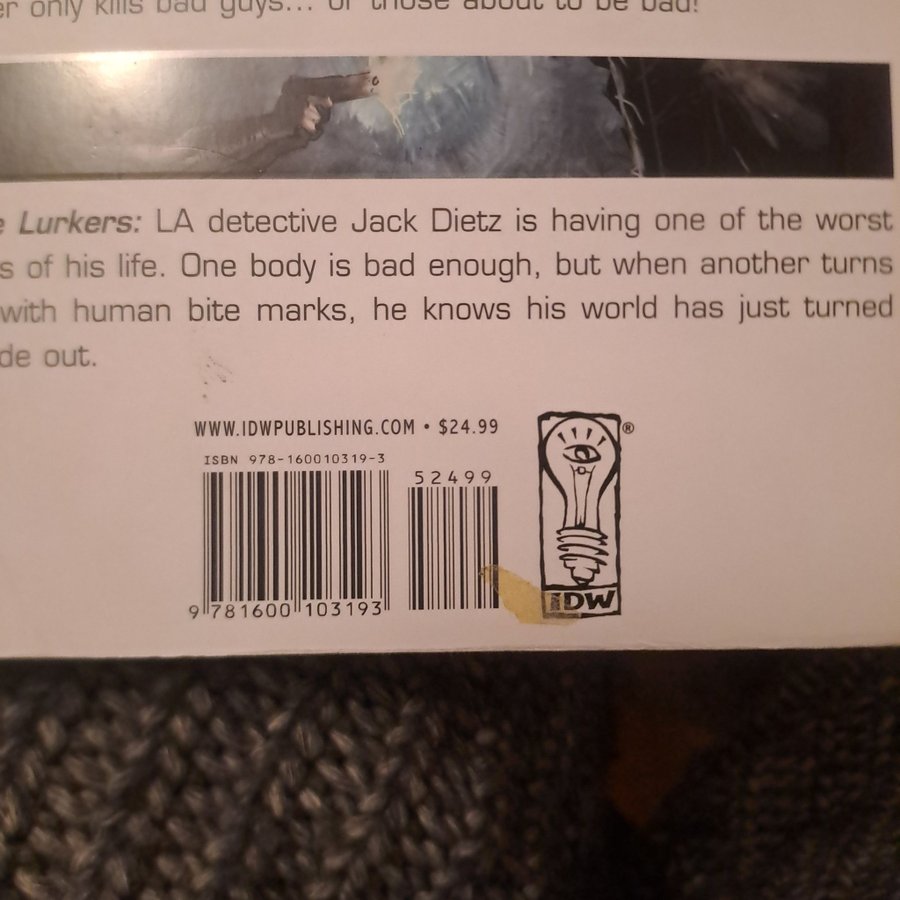 er only kills bad guys... or those about to be bad!
e Lurkers: LA detective Jack Dietz is having one of the worst
s of his life. One body is bad enough, but when another turns
with human bite marks, he knows his world has just turned
de out.
WWW.IDWPUBLISHING.COM • $24.99
ISBN 978-160010319-3
52499
9 781600 103193
®
IDW